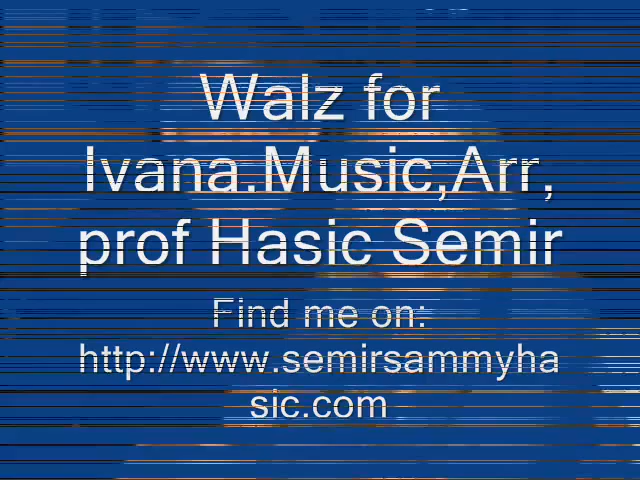 Walz for
Ivana.Music,Arr,
prof Hasic Semir
Find me on:
http://www.semirsammyha
sic.com